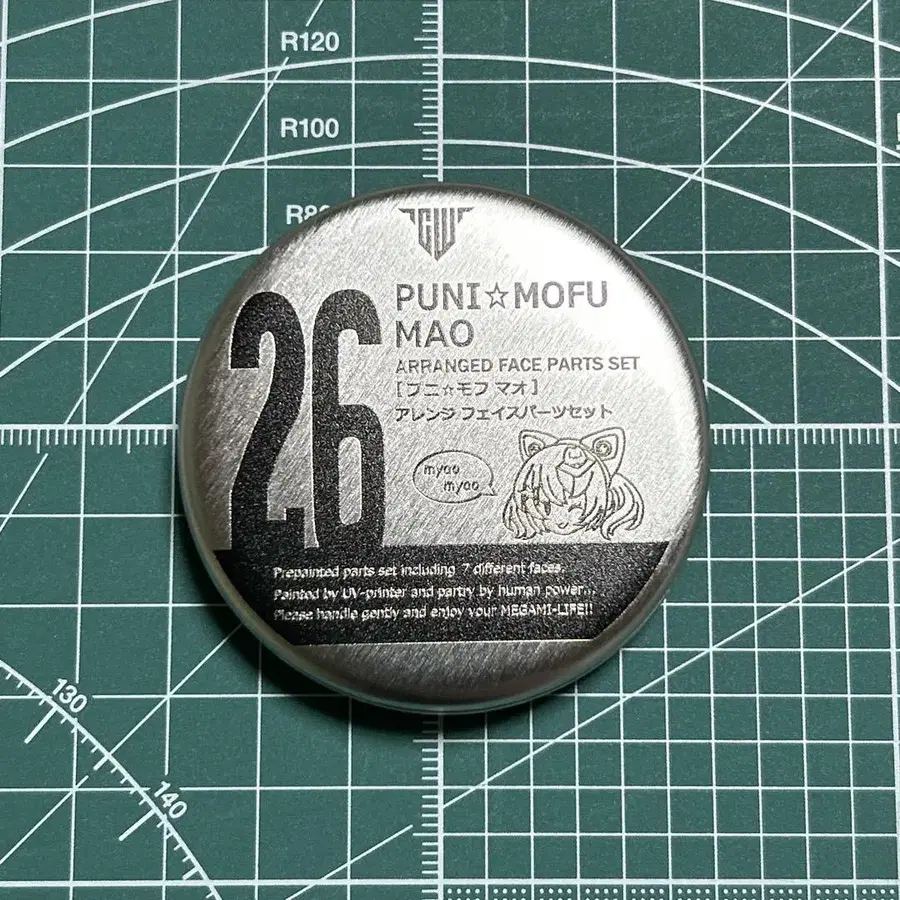 R120
R100
R80
GW
26
PUNI☆MOFU
MAO
ARRANGED FACE PARTS SET
[プニ☆モフ マオ]
アレンジ フェイスパーツセット
myao
myao
Prepainted parts set including 7 different faces.
Painted by UV-printer and partry by human power...
Please handle gently and enjoy your MEGAMI-LIFE!!
130
140